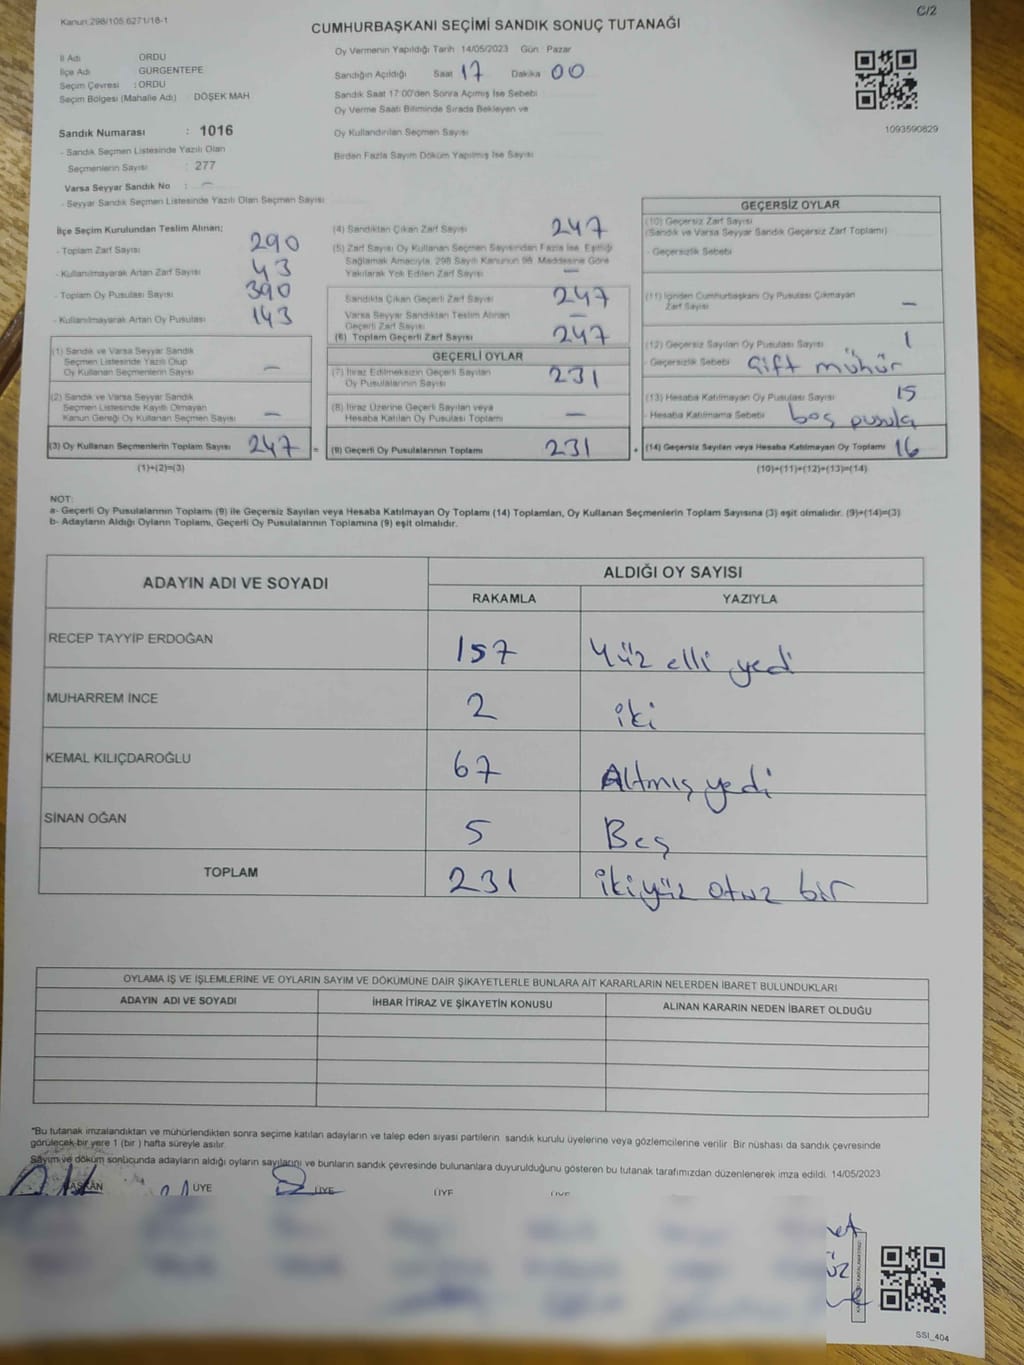 Kanun:298/105.6271/16-1
C/2
CUMHURBAŞKANI SEÇİMİ SANDIK SONUÇ TUTANAĞI
İl Adı ORDU
İlçe Adı GÜRGENTEPE
Seçim Çevresi : ORDU
Seçim Bölgesi (Mahalle Adı) DÖŞEK MAH
Sandık Numarası : 1016
- Sandık Seçmen Listesinde Yazılı Olan
Seçmenlerin Sayısı : 277
Varsa Seyyar Sandık No : -
- Seyyar Sandık Seçmen Listesinde Yazılı Olan Seçmen Sayısı
Oy Vermenin Yapıldığı Tarih 14/05/2023 Gün : Pazar
Sandığın Açıldığı Saat 17 Dakika 00
Sandık Saat 17:00'den Sonra Açımış İse Sebebi
Oy Verme Saati Bitiminde Sırada Bekleyen ve
Oy Kullandırılan Seçmen Sayısı
Birden Fazla Sayım Döküm Yapılmış İse Sayısı
1093590829
İlçe Seçim Kurulundan Teslim Alınan;
- Toplam Zarf Sayısı 290
- Kullanılmayarak Artan Zarf Sayısı 43
- Toplam Oy Pusulası Sayısı 390
- Kullanılmayarak Artan Oy Pusulası 143
(1) Sandık ve Varsa Seyyar Sandık
Seçmen Listesinde Yazılı Olup
Oy Kullanan Seçmenlerin Sayısı -
(2) Sandık ve Varsa Seyyar Sandık
Seçmen Listesinde Kayıtlı Olmayan
Kanun Gereği Oy Kullanan Seçmen Sayısı -
(3) Oy Kullanan Seçmenlerin Toplam Sayısı 247 =
(1)+(2)=(3)
(4) Sandıktan Çıkan Zarf Sayısı 247
(5) Zarf Sayısı Oy Kullanan Seçmen Sayısından Fazla İse, Eşitliği
Sağlamak Amacıyla, 298 Sayılı Kanunun 98. Maddesine Göre
Yakılarak Yok Edilen Zarf Sayısı -
Sandıkta Çıkan Geçerli Zarf Sayısı 247
Varsa Seyyar Sandıktan Teslim Alınan
Geçerli Zarf Sayısı -
(6) Toplam Geçerli Zarf Sayısı 247
GEÇERLİ OYLAR
(7) İtiraz Edilmeksizin Geçerli Sayılan
Oy Pusulalarının Sayısı 231
(8) İtiraz Üzerine Geçerli Sayılan veya
Hesaba Katılan Oy Pusulası Toplamı -
(9) Geçerli Oy Pusulalarının Toplamı 231 +
GEÇERSİZ OYLAR
(10) Geçersiz Zarf Sayısı
(Sandık ve Varsa Seyyar Sandık Geçersiz Zarf Toplamı)
- Geçersizlik Sebebi
(11) İçinden Cumhurbaşkanı Oy Pusulası Çıkmayan
Zarf Sayısı -
(12) Geçersiz Sayılan Oy Pusulası Sayısı 1
- Geçersizlik Sebebi Çift mühür
(13) Hesaba Katılmayan Oy Pusulası Sayısı 15
- Hesaba Katılmama Sebebi boş pusula
(14) Geçersiz Sayılan veya Hesaba Katılmayan Oy Toplamı 16
(10)+(11)+(12)+(13)=(14)
NOT:
a- Geçerli Oy Pusulalarının Toplamı (9) ile Geçersiz Sayılan veya Hesaba Katılmayan Oy Toplamı (14) Toplamları, Oy Kullanan Seçmenlerin Toplam Sayısına (3) eşit olmalıdır. (9)+(14)=(3)
b- Adayların Aldığı Oyların Toplamı, Geçerli Oy Pusulalarının Toplamına (9) eşit olmalıdır.
ADAYIN ADI VE SOYADI ALDIĞI OY SAYISI
RAKAMLA YAZIYLA
RECEP TAYYİP ERDOĞAN 157 Yüz elli yedi
MUHARREM İNCE 2 iki
KEMAL KILIÇDAROĞLU 67 Altmış yedi
SİNAN OĞAN 5 Beş
TOPLAM 231 ikiyüz otuz bir
OYLAMA İŞ VE İŞLEMLERİNE VE OYLARIN SAYIM VE DÖKÜMÜNE DAİR ŞİKAYETLERLE BUNLARA AİT KARARLARIN NELERDEN İBARET BULUNDUKLARI
ADAYIN ADI VE SOYADI İHBAR İTİRAZ VE ŞİKAYETİN KONUSU ALINAN KARARIN NEDEN İBARET OLDUĞU
"Bu tutanak imzalandıktan ve mühürlendikten sonra seçime katılan adayların ve talep eden siyasi partilerin sandık kurulu üyelerine veya gözlemcilerine verilir. Bir nüshası da sandık çevresinde
görülecek bir yere 1 (bir ) hafta süreyle asılır.
Sayım ve döküm sonucunda adayların aldığı oyların sayılarını ve bunların sandık çevresinde bulunanlara duyurulduğunu gösteren bu tutanak tarafımızdan düzenlenerek imza edildi. 14/05/2023
BAŞKAN ÜYE ÜYE ÜYE ÜYE
SSI_404